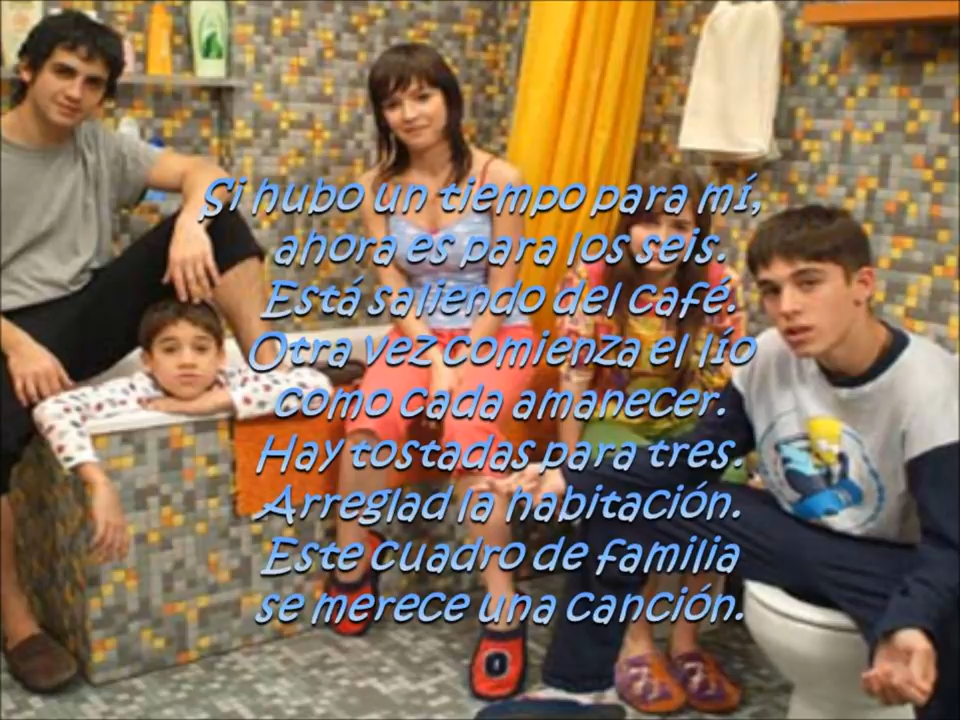 Si hubo un tiempo para mí,
ahora es para los seis.
Está saliendo del café.
Otra vez comienza el lío
como cada amanecer.
Hay tostadas para tres.
Arreglad la habitación.
Este cuadro de familia
se merece una canción.